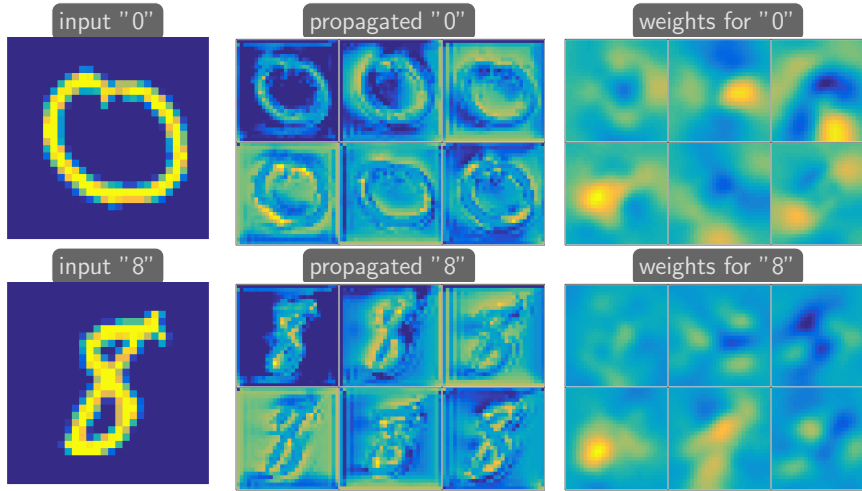 input "0"
propagated "0"
weights for "0"
input "8"
propagated "8"
weights for "8"